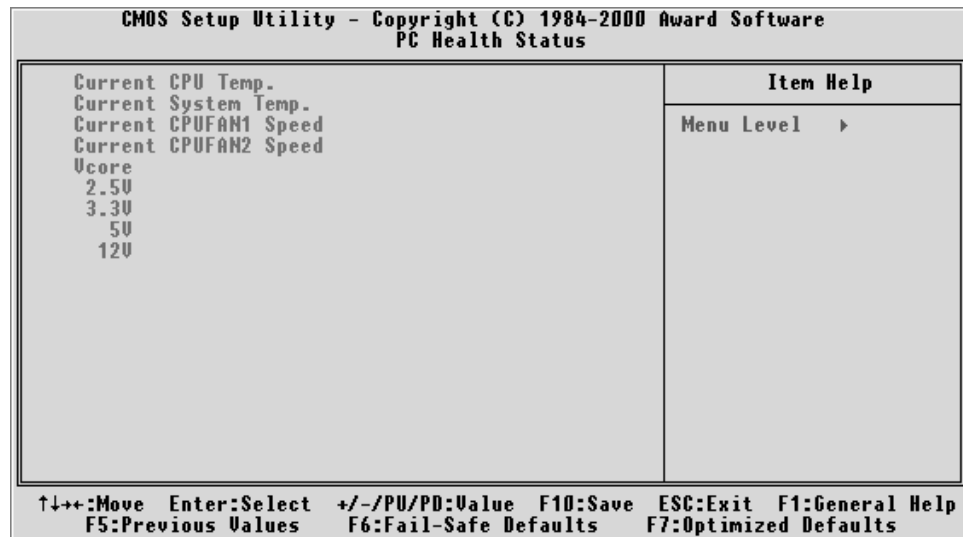 CMOS Setup Utility - Copyright (C) 1984-2000 Award Software
PC Health Status
Current CPU Temp.
Current System Temp.
Current CPUFAN1 Speed
Current CPUFAN2 Speed
Vcore
2.5V
3.3V
5V
12V
Item Help
Menu Level ▸
↑↓→←:Move Enter:Select +/-/PU/PD:Value F10:Save ESC:Exit F1:General Help
F5:Previous Values F6:Fail-Safe Defaults F7:Optimized Defaults